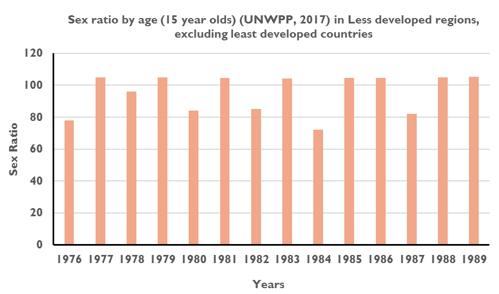 Sex ratio by age (15 year olds) (UNWPP, 2017) in Less developed regions,
excluding least developed countries
120
100
80
60
40
20
0
Sex Ratio
1976 1977 1978 1979 1980 1981 1982 1983 1984 1985 1986 1987 1988 1989
Years